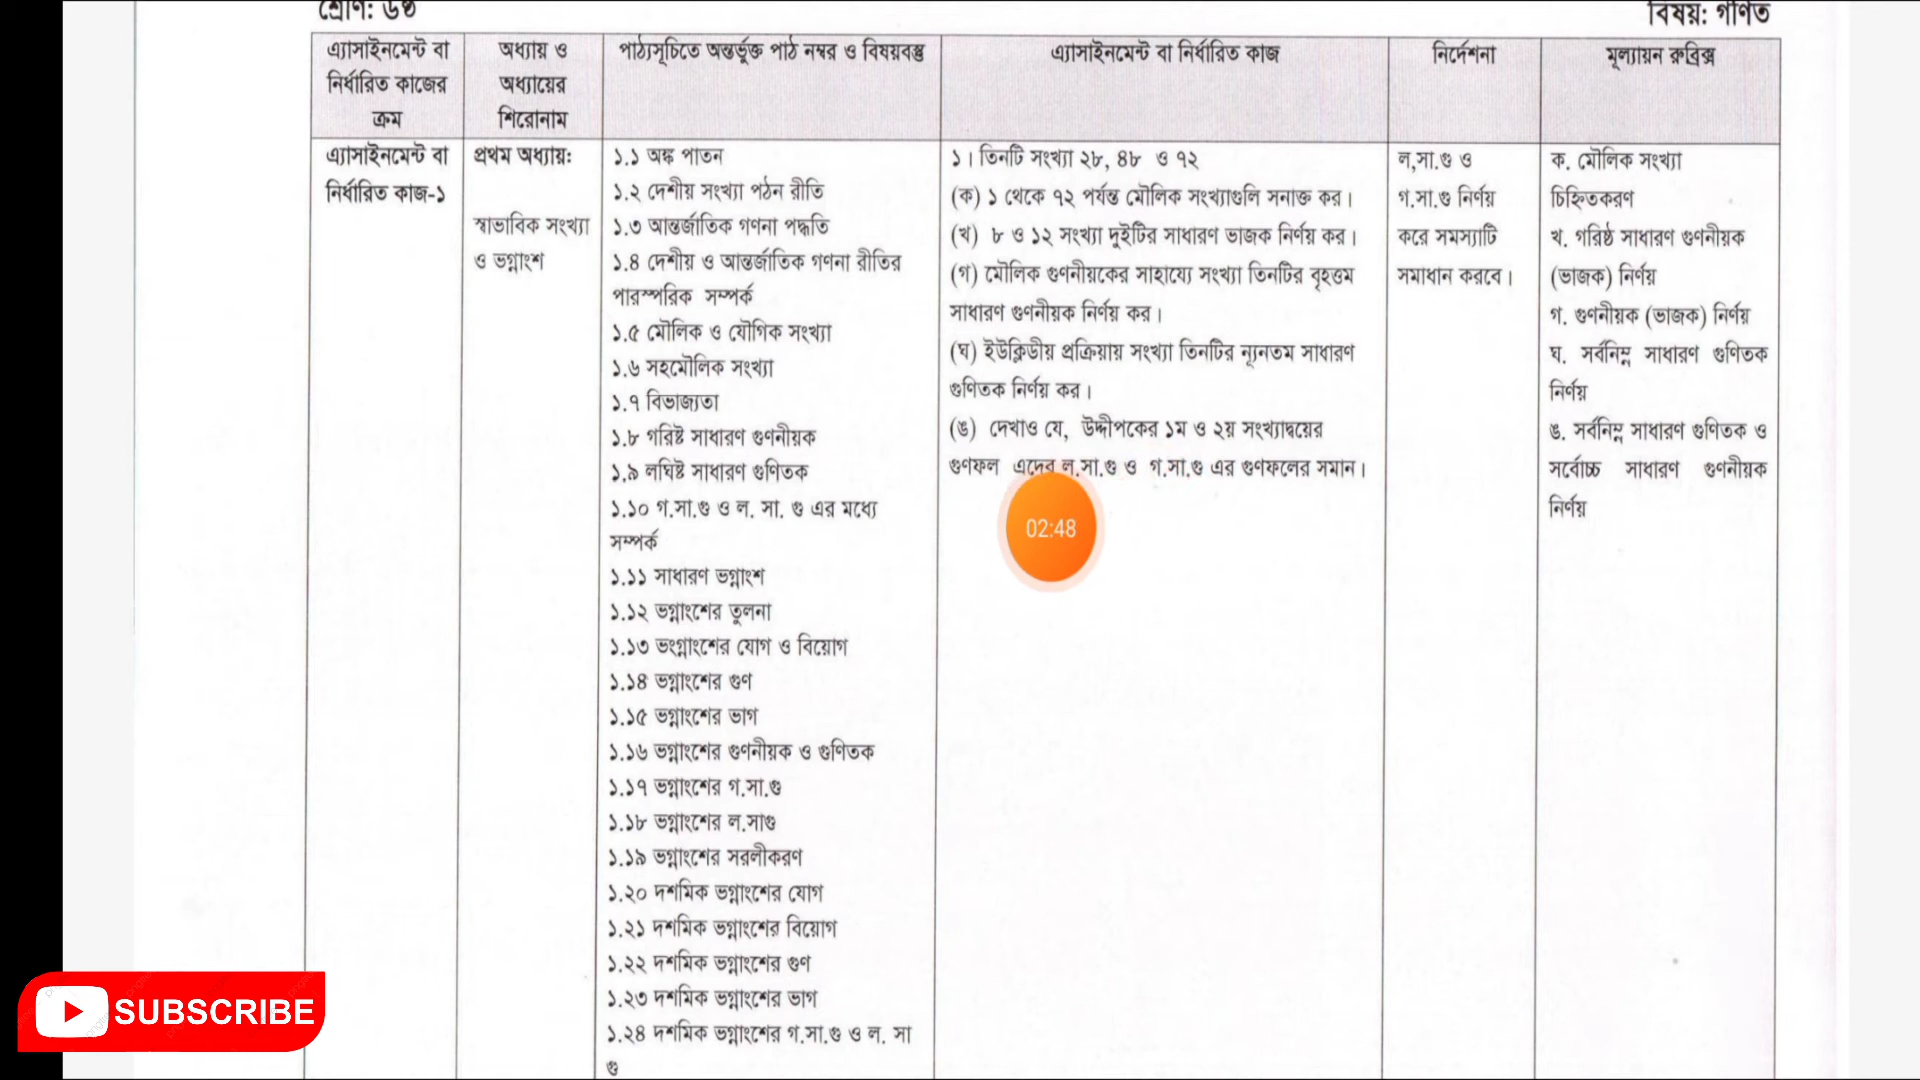 শ্রেণি: ৬ষ্ঠ
বিষয়: গণিত
এ্যাসাইনমেন্ট বা
নির্ধারিত কাজের
ক্রম
অধ্যায় ও
অধ্যায়ের
শিরোনাম
পাঠ্যসূচিতে অন্তর্ভুক্ত পাঠ নম্বর ও বিষয়বস্তু
এ্যাসাইনমেন্ট বা নির্ধারিত কাজ
নির্দেশনা
মূল্যায়ন রুব্রিক্স
এ্যাসাইনমেন্ট বা
নির্ধারিত কাজ-১
প্রথম অধ্যায়:
স্বাভাবিক সংখ্যা
ও ভগ্নাংশ
১.১ অঙ্ক পাতন
১.২ দেশীয় সংখ্যা পঠন রীতি
১.৩ আন্তর্জাতিক গণনা পদ্ধতি
১.৪ দেশীয় ও আন্তর্জাতিক গণনা রীতির
পারস্পরিক সম্পর্ক
১.৫ মৌলিক ও যৌগিক সংখ্যা
১.৬ সহমৌলিক সংখ্যা
১.৭ বিভাজ্যতা
১.৮ গরিষ্ট সাধারণ গুণনীয়ক
১.৯ লঘিষ্ট সাধারণ গুণিতক
১.১০ গ.সা.গু ও ল. সা. গু এর মধ্যে
সম্পর্ক
১.১১ সাধারণ ভগ্নাংশ
১.১২ ভগ্নাংশের তুলনা
১.১৩ ভংগ্নাংশের যোগ ও বিয়োগ
১.১৪ ভগ্নাংশের গুণ
১.১৫ ভগ্নাংশের ভাগ
১.১৬ ভগ্নাংশের গুণনীয়ক ও গুণিতক
১.১৭ ভগ্নাংশের গ.সা.গু
১.১৮ ভগ্নাংশের ল.সাগু
১.১৯ ভগ্নাংশের সরলীকরণ
১.২০ দশমিক ভগ্নাংশের যোগ
১.২১ দশমিক ভগ্নাংশের বিয়োগ
১.২২ দশমিক ভগ্নাংশের গুণ
১.২৩ দশমিক ভগ্নাংশের ভাগ
১.২৪ দশমিক ভগ্নাংশের গ.সা.গু ও ল. সা
গু
১। তিনটি সংখ্যা ২৮, ৪৮ ও ৭২
(ক) ১ থেকে ৭২ পর্যন্ত মৌলিক সংখ্যাগুলি সনাক্ত কর।
(খ) ৮ ও ১২ সংখ্যা দুইটির সাধারণ ভাজক নির্ণয় কর।
(গ) মৌলিক গুণনীয়কের সাহায্যে সংখ্যা তিনটির বৃহত্তম
সাধারণ গুণনীয়ক নির্ণয় কর।
(ঘ) ইউক্লিডীয় প্রক্রিয়ায় সংখ্যা তিনটির ন্যূনতম সাধারণ
গুণিতক নির্ণয় কর।
(ঙ) দেখাও যে, উদ্দীপকের ১ম ও ২য় সংখ্যাদ্বয়ের
গুণফল এদের ল.সা.গু ও গ.সা.গু এর গুণফলের সমান।
ল,সা.গু ও
গ.সা.গু নির্ণয়
করে সমস্যাটি
সমাধান করবে।
ক. মৌলিক সংখ্যা
চিহ্নিতকরণ
খ. গরিষ্ঠ সাধারণ গুণনীয়ক
(ভাজক) নির্ণয়
গ. গুণনীয়ক (ভাজক) নির্ণয়
ঘ. সর্বনিম্ন সাধারণ গুণিতক
নির্ণয়
ঙ. সর্বনিম্ন সাধারণ গুণিতক ও
সর্বোচ্চ সাধারণ গুণনীয়ক
নির্ণয়
02:48
SUBSCRIBE